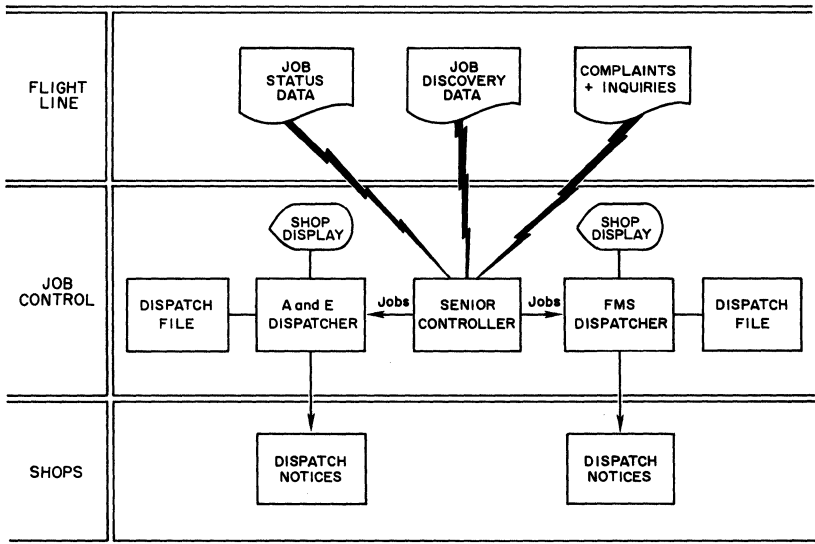 FLIGHT
LINE
JOB
STATUS
DATA
JOB
DISCOVERY
DATA
COMPLAINTS
+ INQUIRIES
JOB
CONTROL
SHOP
DISPLAY
SHOP
DISPLAY
DISPATCH
FILE
A and E
DISPATCHER
Jobs
SENIOR
CONTROLLER
Jobs
FMS
DISPATCHER
DISPATCH
FILE
SHOPS
DISPATCH
NOTICES
DISPATCH
NOTICES